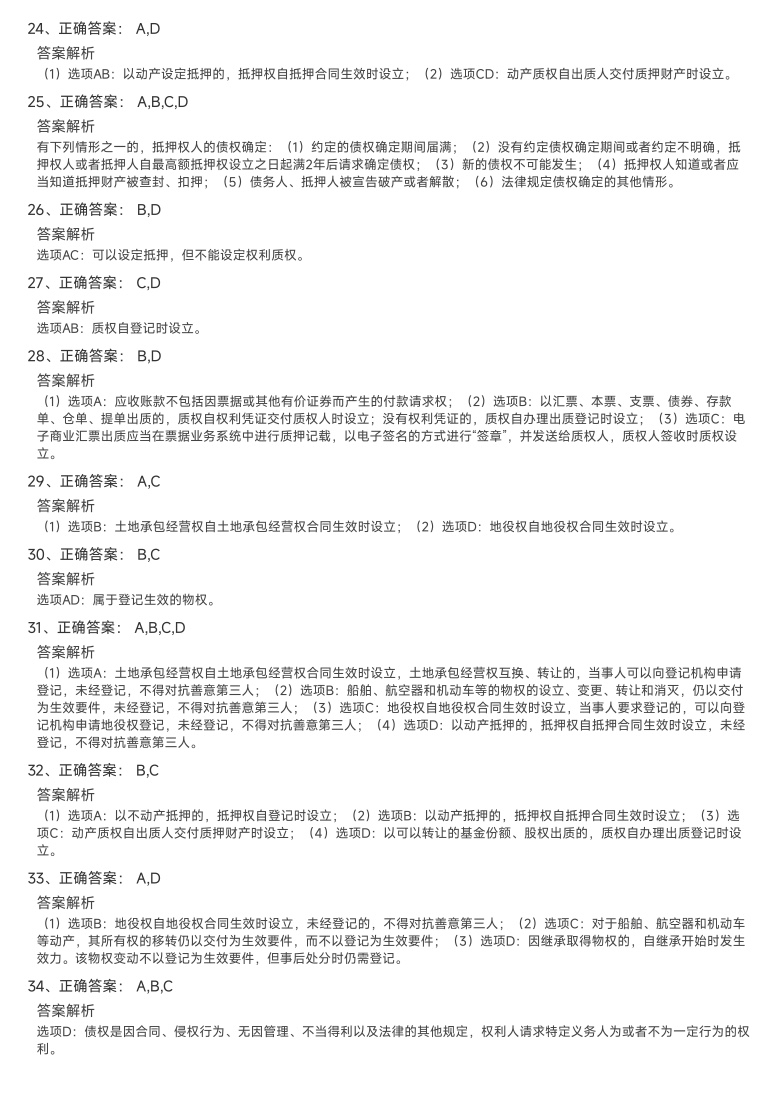 24、正确答案： A,D
答案解析
（1）选项AB：以动产设定抵押的，抵押权自抵押合同生效时设立；（2）选项CD：动产质权自出质人交付质押财产时设立。
25、正确答案： A,B,C,D
答案解析
有下列情形之一的，抵押权人的债权确定：（1）约定的债权确定期间届满；（2）没有约定债权确定期间或者约定不明确，抵
押权人或者抵押人自最高额抵押权设立之日起满2年后请求确定债权；（3）新的债权不可能发生；（4）抵押权人知道或者应
当知道抵押财产被查封、扣押；（5）债务人、抵押人被宣告破产或者解散；（6）法律规定债权确定的其他情形。
26、正确答案： B,D
答案解析
选项AC：可以设定抵押，但不能设定权利质权。
27、正确答案： C,D
答案解析
选项AB：质权自登记时设立。
28、正确答案： B,D
答案解析
（1）选项A：应收账款不包括因票据或其他有价证券而产生的付款请求权；（2）选项B：以汇票、本票、支票、债券、存款
单、仓单、提单出质的，质权自权利凭证交付质权人时设立；没有权利凭证的，质权自办理出质登记时设立；（3）选项C：电
子商业汇票出质应当在票据业务系统中进行质押记载，以电子签名的方式进行“签章”，并发送给质权人，质权人签收时质权设
立。
29、正确答案： A,C
答案解析
（1）选项B：土地承包经营权自土地承包经营权合同生效时设立；（2）选项D：地役权自地役权合同生效时设立。
30、正确答案： B,C
答案解析
选项AD：属于登记生效的物权。
31、正确答案： A,B,C,D
答案解析
（1）选项A：土地承包经营权自土地承包经营权合同生效时设立，土地承包经营权互换、转让的，当事人可以向登记机构申请
登记，未经登记，不得对抗善意第三人；（2）选项B：船舶、航空器和机动车等的物权的设立、变更、转让和消灭，仍以交付
为生效要件，未经登记，不得对抗善意第三人；（3）选项C：地役权自地役权合同生效时设立，当事人要求登记的，可以向登
记机构申请地役权登记，未经登记，不得对抗善意第三人；（4）选项D：以动产抵押的，抵押权自抵押合同生效时设立，未经
登记，不得对抗善意第三人。
32、正确答案： B,C
答案解析
（1）选项A：以不动产抵押的，抵押权自登记时设立；（2）选项B：以动产抵押的，抵押权自抵押合同生效时设立；（3）选
项C：动产质权自出质人交付质押财产时设立；（4）选项D：以可以转让的基金份额、股权出质的，质权自办理出质登记时设
立。
33、正确答案： A,D
答案解析
（1）选项B：地役权自地役权合同生效时设立，未经登记的，不得对抗善意第三人；（2）选项C：对于船舶、航空器和机动车
等动产，其所有权的移转仍以交付为生效要件，而不以登记为生效要件；（3）选项D：因继承取得物权的，自继承开始时发生
效力。该物权变动不以登记为生效要件，但事后处分时仍需登记。
34、正确答案： A,B,C
答案解析
选项D：债权是因合同、侵权行为、无因管理、不当得利以及法律的其他规定，权利人请求特定义务人为或者不为一定行为的权
利。